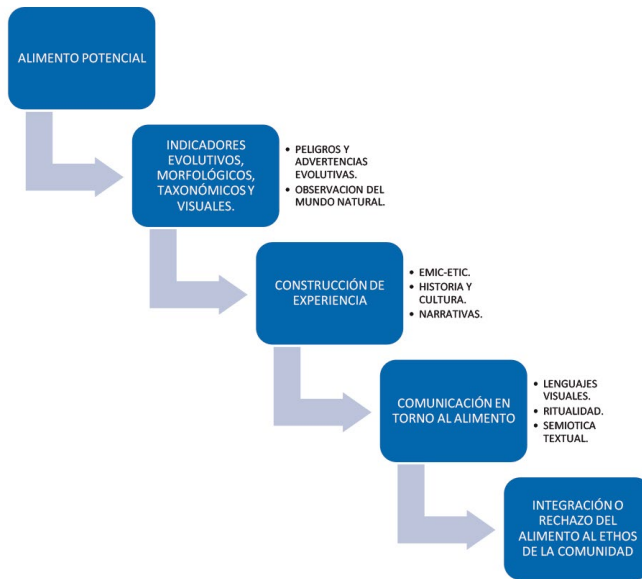 ALIMENTO POTENCIAL
INDICADORES
EVOLUTIVOS,
MORFOLÓGICOS,
TAXONÓMICOS Y
VISUALES.
• PELIGROS Y
ADVERTENCIAS
EVOLUTIVAS.
• OBSERVACION DEL
MUNDO NATURAL.
CONSTRUCCIÓN DE
EXPERIENCIA
• EMIC-ETIC.
• HISTORIA Y
CULTURA.
• NARRATIVAS.
COMUNICACIÓN EN
TORNO AL ALIMENTO
• LENGUAJES
VISUALES.
• RITUALIDAD.
• SEMIOTICA
TEXTUAL.
INTEGRACIÓN O
RECHAZO DEL
ALIMENTO AL ETHOS
DE LA COMUNIDAD